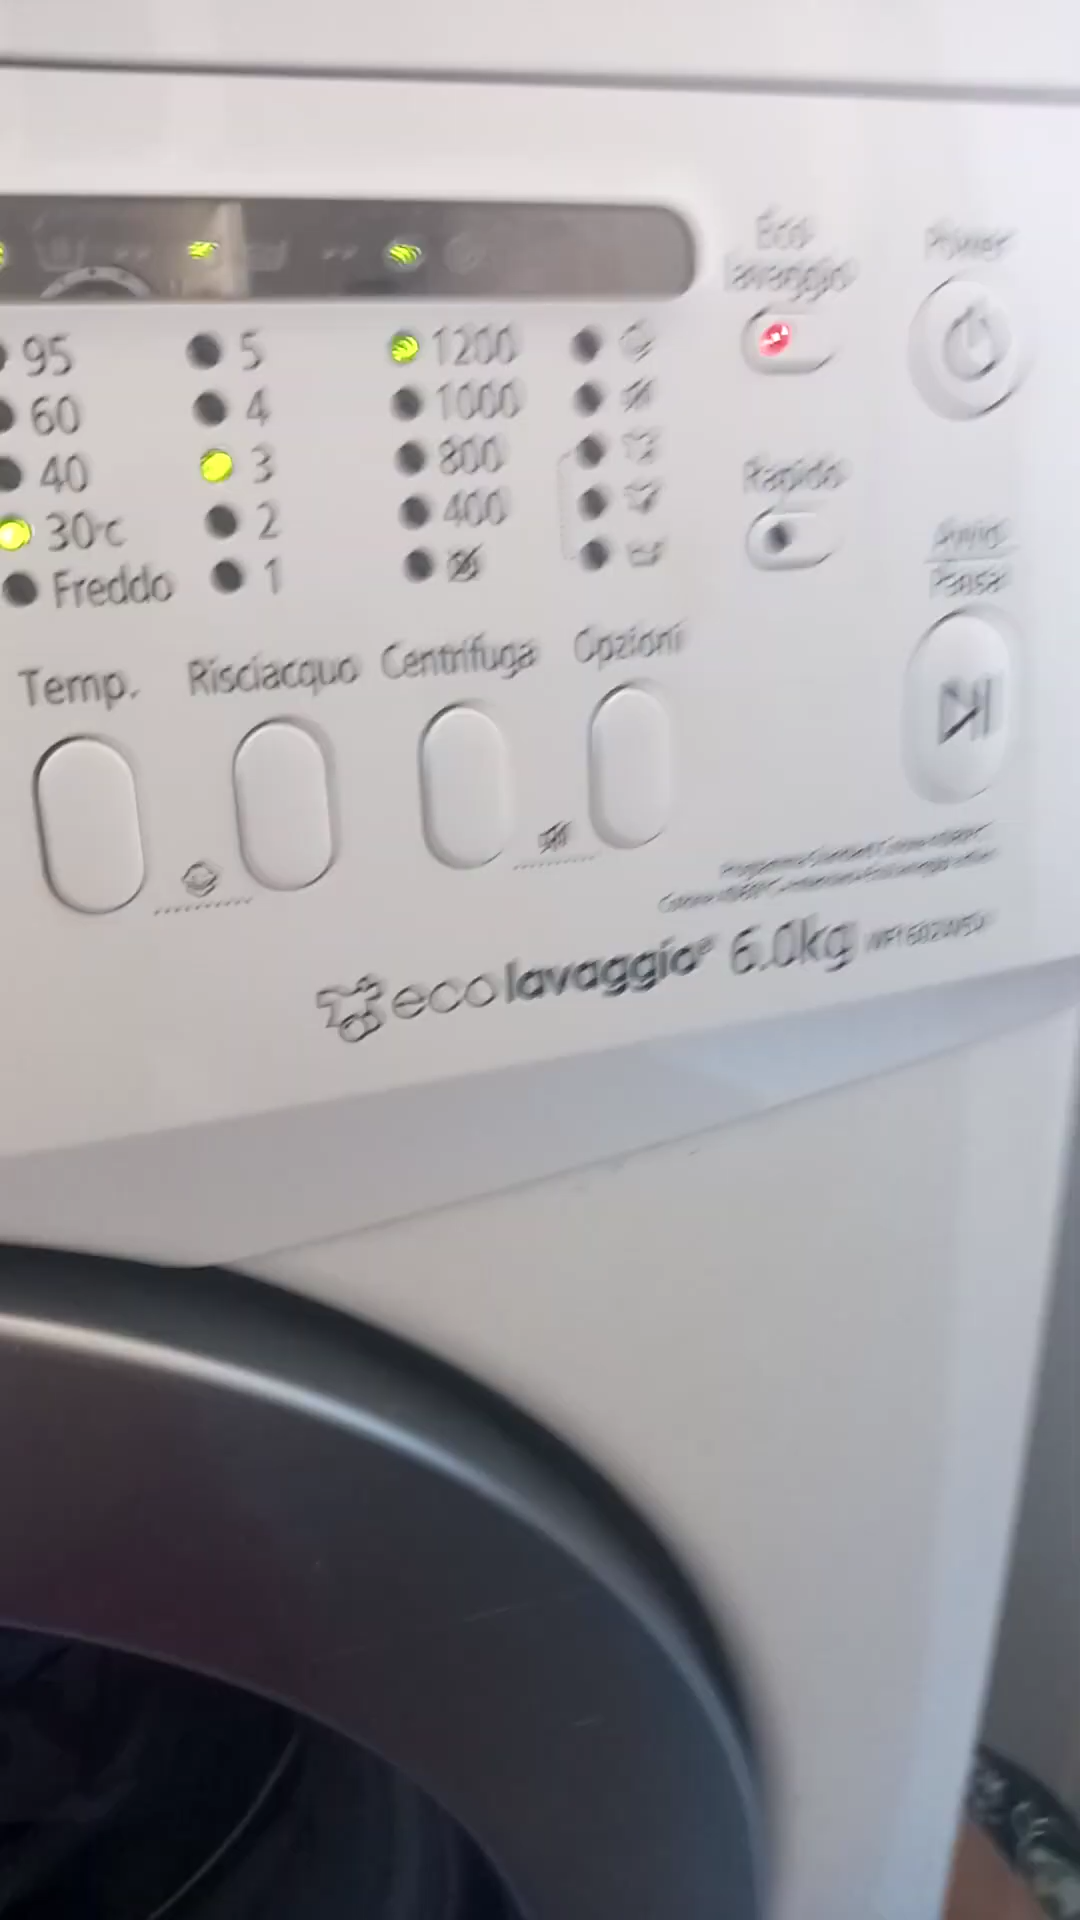 Eco
lavaggio
Power
95
60
40
30°c
Freddo
5
4
3
2
1
1200
1000
800
400
Rapido
Avvio
Pausa
Temp.
Risciacquo
Centrifuga
Opzioni
ecolavaggio® 6.0kg